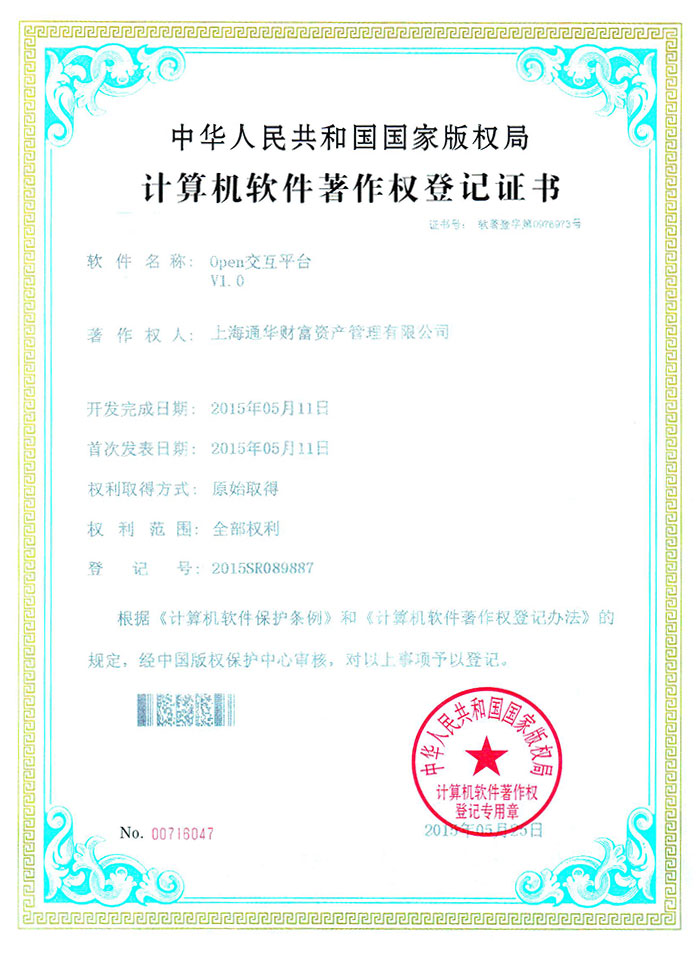 中华人民共和国国家版权局
计算机软件著作权登记证书
证书号： 软著登字第0976973号
软件名称： Open交互平台
V1.0
著作权人： 上海通华财富资产管理有限公司
开发完成日期： 2015年05月11日
首次发表日期： 2015年05月11日
权利取得方式： 原始取得
权利范围： 全部权利
登记号： 2015SR089887
根据《计算机软件保护条例》和《计算机软件著作权登记办法》的
规定，经中国版权保护中心审核，对以上事项予以登记。
中华人民共和国国家版权局
计算机软件著作权
登记专用章
No. 00716047
2015年05月25日